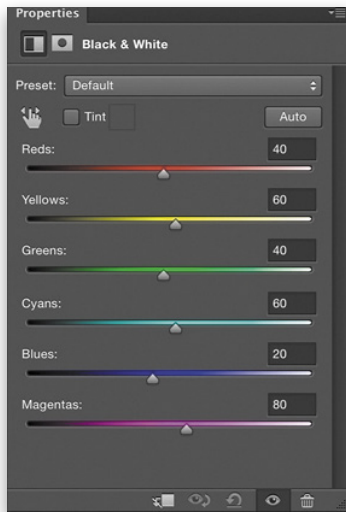 Properties
Black & White
Preset: Default
Tint Auto
Reds: 40
Yellows: 60
Greens: 40
Cyans: 60
Blues: 20
Magentas: 80